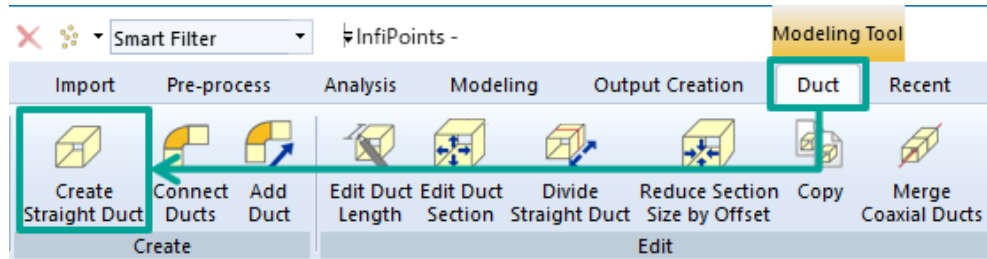 Smart Filter InfiPoints - Modeling Tool
Import Pre-process Analysis Modeling Output Creation Duct Recent
Create Connect Add Edit Duct Edit Duct Divide Reduce Section Copy Merge
Straight Duct Ducts Duct Length Section Straight Duct Size by Offset Coaxial Ducts
Create Edit